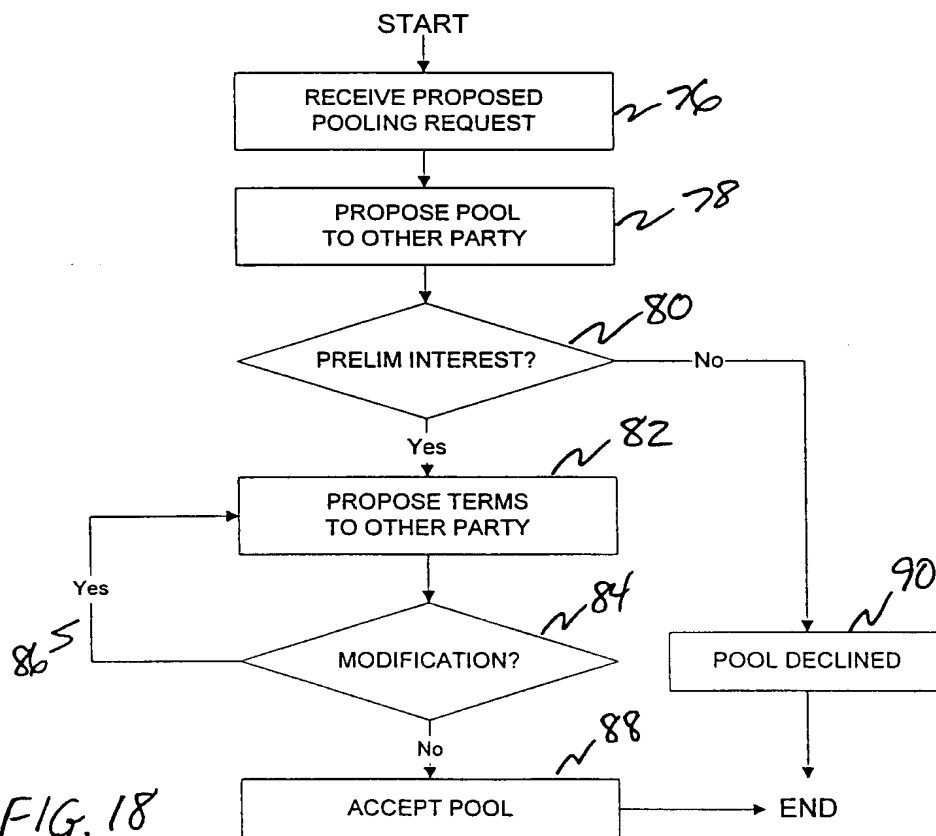 START
RECEIVE PROPOSED
POOLING REQUEST
76
PROPOSE POOL
TO OTHER PARTY
78
PRELIM INTEREST?
80
No
Yes
82
PROPOSE TERMS
TO OTHER PARTY
Yes
86
84
MODIFICATION?
90
POOL DECLINED
No
88
ACCEPT POOL
END
FIG. 18